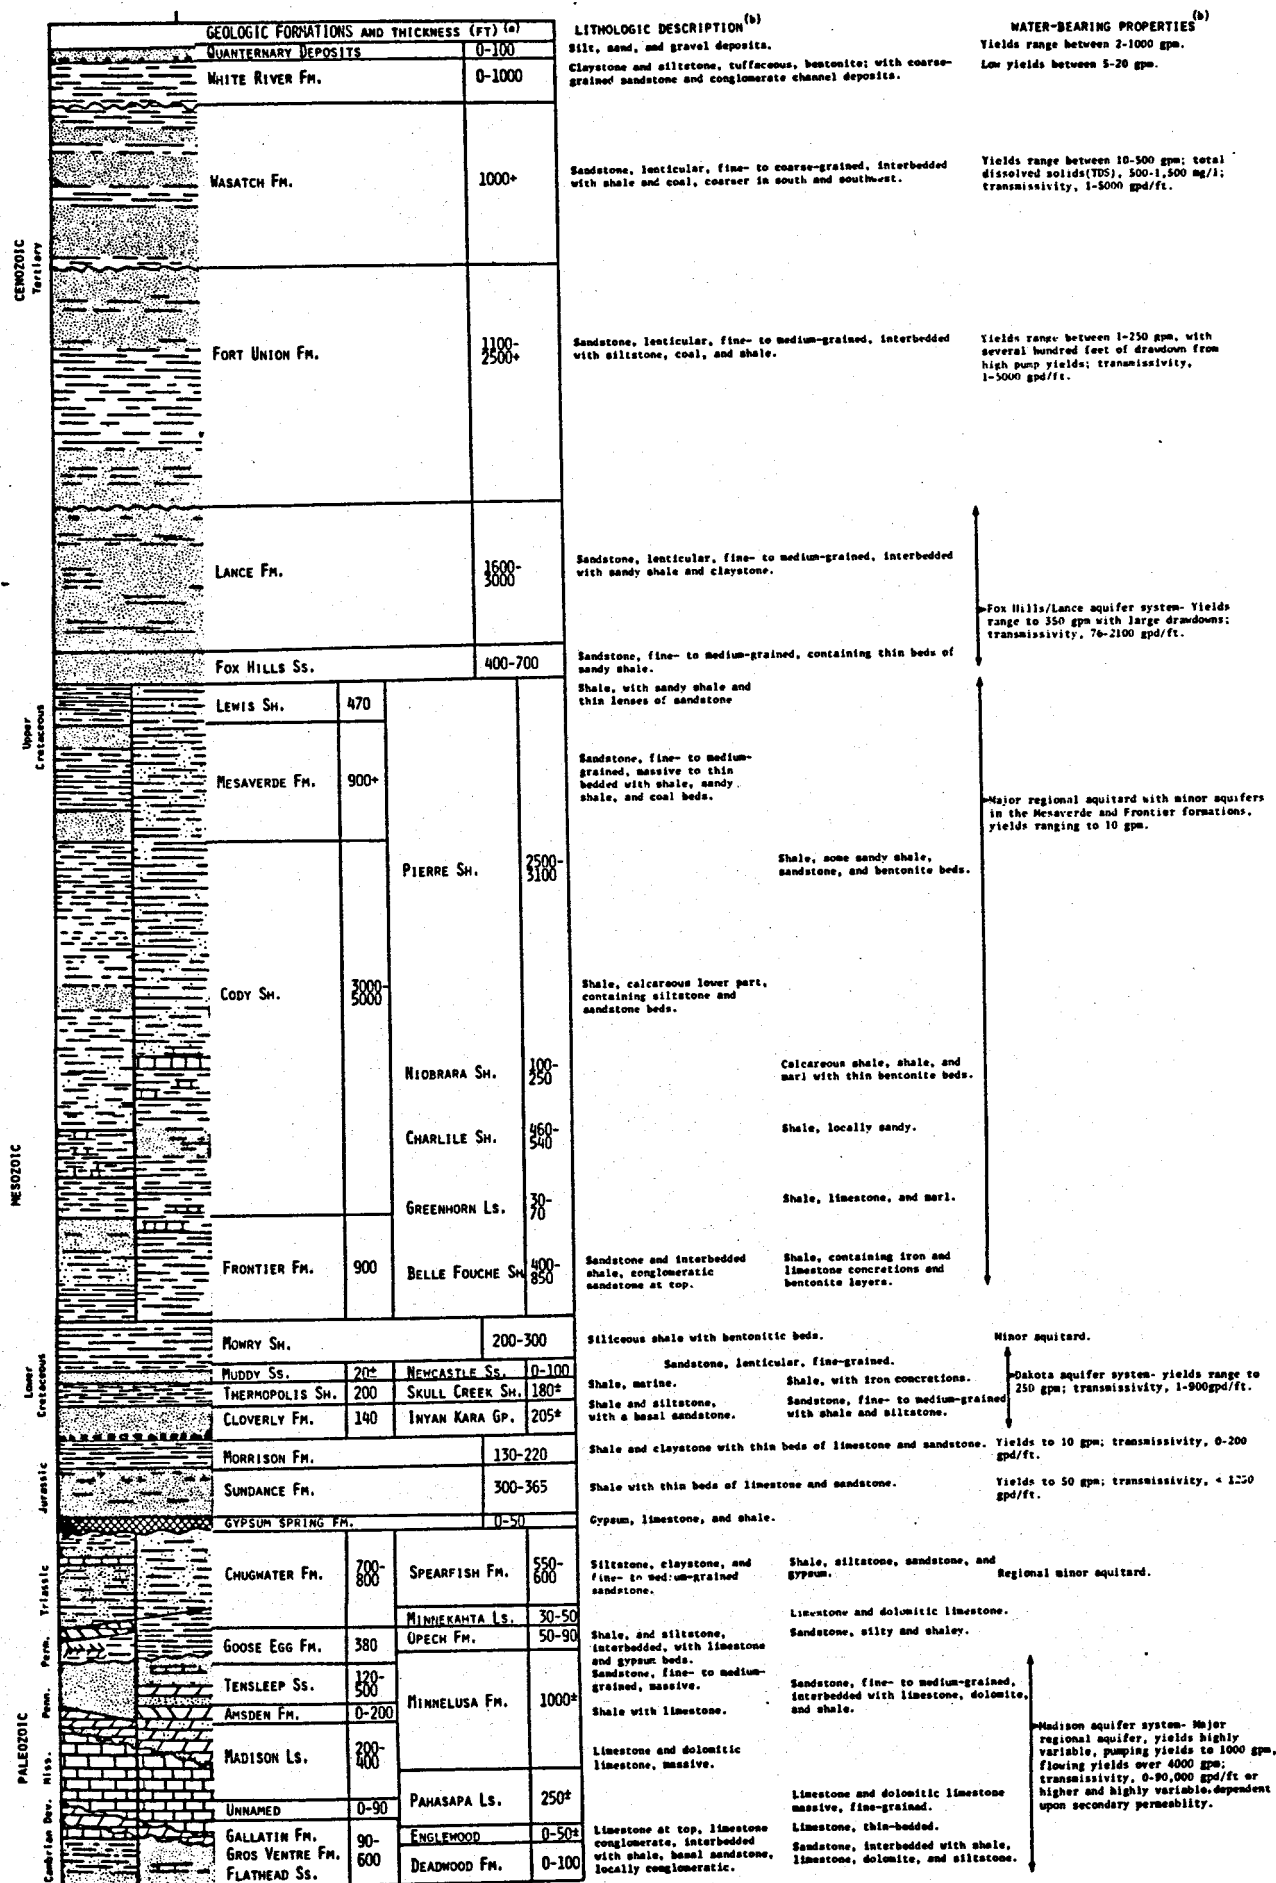 GEOLOGIC FORMATIONS AND THICKNESS (FT) (a)
LITHOLOGIC DESCRIPTION (b)
WATER-BEARING PROPERTIES (b)
QUANTERNARY DEPOSITS
0-100
Silt, sand, and gravel deposits.
Yields range between 2-1000 gpm.
WHITE RIVER FM.
0-1000
Claystone and siltstone, tuffaceous, bentonite; with coarse-
grained sandstone and conglomerate channel deposits.
Low yields between 5-20 gpm.
CENOZOIC
Tertiary
WASATCH FM.
1000+
Sandstone, lenticular, fine- to coarse-grained, interbedded
with shale and coal, coarser in south and southwest.
Yields range between 10-500 gpm; total
dissolved solids(TDS), 500-1,500 mg/l;
transmissivity, 1-5000 gpd/ft.
FORT UNION FM.
1100-
2500+
Sandstone, lenticular, fine- to medium-grained, interbedded
with siltstone, coal, and shale.
Yields range between 1-250 gpm, with
several hundred feet of drawdown from
high pump yields; transmissivity,
1-5000 gpd/ft.
LANCE FM.
1600-
3000
Sandstone, lenticular, fine- to medium-grained, interbedded
with sandy shale and claystone.
Fox Hills/Lance aquifer system- Yields
range to 350 gpm with large drawdowns;
transmissivity, 76-2100 gpd/ft.
FOX HILLS SS.
400-700
Sandstone, fine- to medium-grained, containing thin beds of
sandy shale.
MESOZOIC
Upper
Cretaceous
LEWIS SH.
470
Shale, with sandy shale and
thin lenses of sandstone
MESAVERDE FM.
900+
Sandstone, fine- to medium-
grained, massive to thin
bedded with shale, sandy
shale, and coal beds.
Major regional aquitard with minor aquifers
in the Mesaverde and Frontier formations,
yields ranging to 10 gpm.
PIERRE SH.
2500-
3100
Shale, some sandy shale,
sandstone, and bentonite beds.
CODY SH.
3000-
5000
Shale, calcareous lower part,
containing siltstone and
sandstone beds.
NIOBRARA SH.
100-
250
Calcareous shale, shale, and
marl with thin bentonite beds.
CHARLILE SH.
460-
540
Shale, locally sandy.
GREENHORN LS.
30-
70
Shale, limestone, and marl.
FRONTIER FM.
900
BELLE FOUCHE SH
400-
850
Sandstone and interbedded
shale, conglomeratic
sandstone at top.
Shale, containing iron and
limestone concretions and
bentonite layers.
MOWRY SH.
200-300
Siliceous shale with bentonitic beds.
Minor aquitard.
Lower
Cretaceous
MUDDY SS.
20±
NEWCASTLE SS.
0-100
Sandstone, lenticular, fine-grained.
THERMOPOLIS SH.
200
SKULL CREEK SH.
180±
Shale, marine.
Shale, with iron concretions.
Dakota aquifer system- yields range to
250 gpm; transmissivity, 1-900gpd/ft.
CLOVERLY FM.
140
INYAN KARA GP.
205±
Shale and siltstone,
with a basal sandstone.
Sandstone, fine- to medium-grained
with shale and siltstone.
Jurassic
MORRISON FM.
130-220
Shale and claystone with thin beds of limestone and sandstone.
Yields to 10 gpm; transmissivity, 0-200
gpd/ft.
SUNDANCE FM.
300-365
Shale with thin beds of limestone and sandstone.
Yields to 50 gpm; transmissivity, <
gpd/ft.
GYPSUM SPRING FM.
0-50
Gypsum, limestone, and shale.
Triassic
CHUGWATER FM.
700-
800
SPEARFISH FM.
550-
600
Siltstone, claystone, and
fine- to medium-grained
sandstone.
Shale, siltstone, sandstone, and
gypsum.
Regional minor aquitard.
MINNEKAHTA LS.
30-50
Limestone and dolomitic limestone.
PALEOZOIC
Perm.
GOOSE EGG FM.
380
OPECH FM.
50-90
Shale, and siltstone,
interbedded, with limestone
and gypsum beds.
Sandstone, silty and shaley.
Penn.
TENSLEEP SS.
120-
500
MINNELUSA FM.
1000±
Sandstone, fine- to medium-
grained, massive.
Sandstone, fine- to medium-grained,
interbedded with limestone, dolomite,
and shale.
AMSDEN FM.
0-200
Shale with limestone.
Miss.
MADISON LS.
200-
400
Limestone and dolomitic
limestone, massive.
Madison aquifer system- Major
regional aquifer, yields highly
variable, pumping yields to 1000 gpm,
flowing yields over 4000 gpm;
transmissivity, 0-90,000 gpd/ft or
higher and highly variable.dependent
upon secondary permeablity.
PAHASAPA LS.
250±
Limestone and dolomitic limestone
massive, fine-grained.
Dev.
UNNAMED
0-90
ENGLEWOOD
0-50±
Limestone, thin-bedded.
Cambrian
GALLATIN FM.
GROS VENTRE FM.
FLATHEAD SS.
90-
600
DEADWOOD FM.
0-100
Limestone at top, limestone
conglomerate, interbedded
with shale, basal sandstone,
locally conglomeratic.
Sandstone, interbedded with shale,
limestone, dolomite, and siltstone.